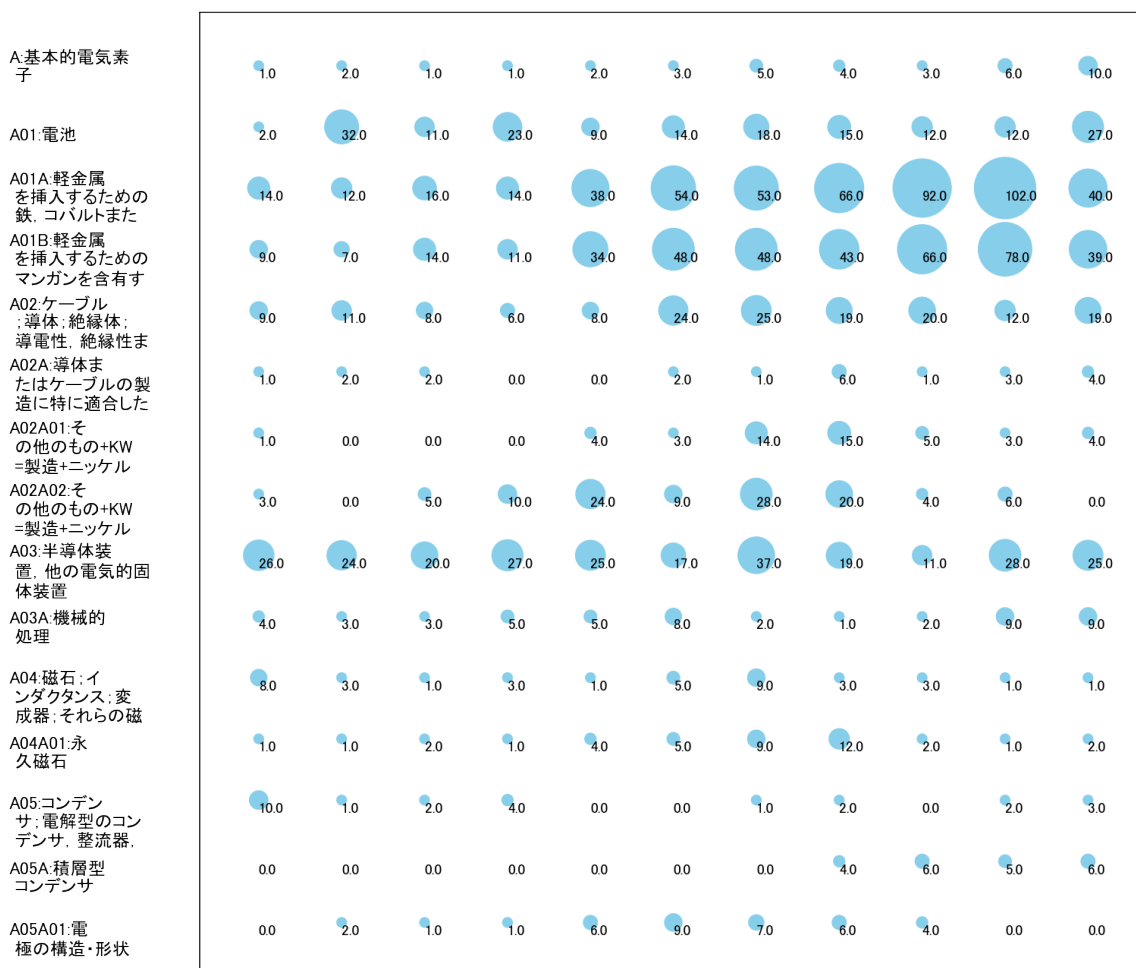 A:基本的電気素
子
1.0 2.0 1.0 1.0 2.0 3.0 5.0 4.0 3.0 6.0 10.0
A01:電池
2.0 32.0 11.0 23.0 9.0 14.0 18.0 15.0 12.0 12.0 27.0
A01A:軽金属
を挿入するための
鉄，コバルトまた
14.0 12.0 16.0 14.0 38.0 54.0 53.0 66.0 92.0 102.0 40.0
A01B:軽金属
を挿入するための
マンガンを含有す
9.0 7.0 14.0 11.0 34.0 48.0 48.0 43.0 66.0 78.0 39.0
A02:ケーブル
；導体；絶縁体；
導電性，絶縁性ま
9.0 11.0 8.0 6.0 8.0 24.0 25.0 19.0 20.0 12.0 19.0
A02A:導体ま
たはケーブルの製
造に特に適合した
1.0 2.0 2.0 0.0 0.0 2.0 1.0 6.0 1.0 3.0 4.0
A02A01:そ
の他のもの+KW
=製造+ニッケル
1.0 0.0 0.0 0.0 4.0 3.0 14.0 15.0 5.0 3.0 4.0
A02A02:そ
の他のもの+KW
=製造+ニッケル
3.0 0.0 5.0 10.0 24.0 9.0 28.0 20.0 4.0 6.0 0.0
A03:半導体装
置，他の電気的固
体装置
26.0 24.0 20.0 27.0 25.0 17.0 37.0 19.0 11.0 28.0 25.0
A03A:機械的
処理
4.0 3.0 3.0 5.0 5.0 8.0 2.0 1.0 2.0 9.0 9.0
A04:磁石；イ
ンダクタンス；変
成器；それらの磁
8.0 3.0 1.0 3.0 1.0 5.0 9.0 3.0 3.0 1.0 1.0
A04A01:永
久磁石
1.0 1.0 2.0 1.0 4.0 5.0 9.0 12.0 2.0 1.0 2.0
A05:コンデン
サ；電解型のコン
デンサ，整流器，
10.0 1.0 2.0 4.0 0.0 0.0 1.0 2.0 0.0 2.0 3.0
A05A:積層型
コンデンサ
0.0 0.0 0.0 0.0 0.0 0.0 0.0 4.0 6.0 5.0 6.0
A05A01:電
極の構造・形状
0.0 2.0 1.0 1.0 6.0 9.0 7.0 6.0 4.0 0.0 0.0